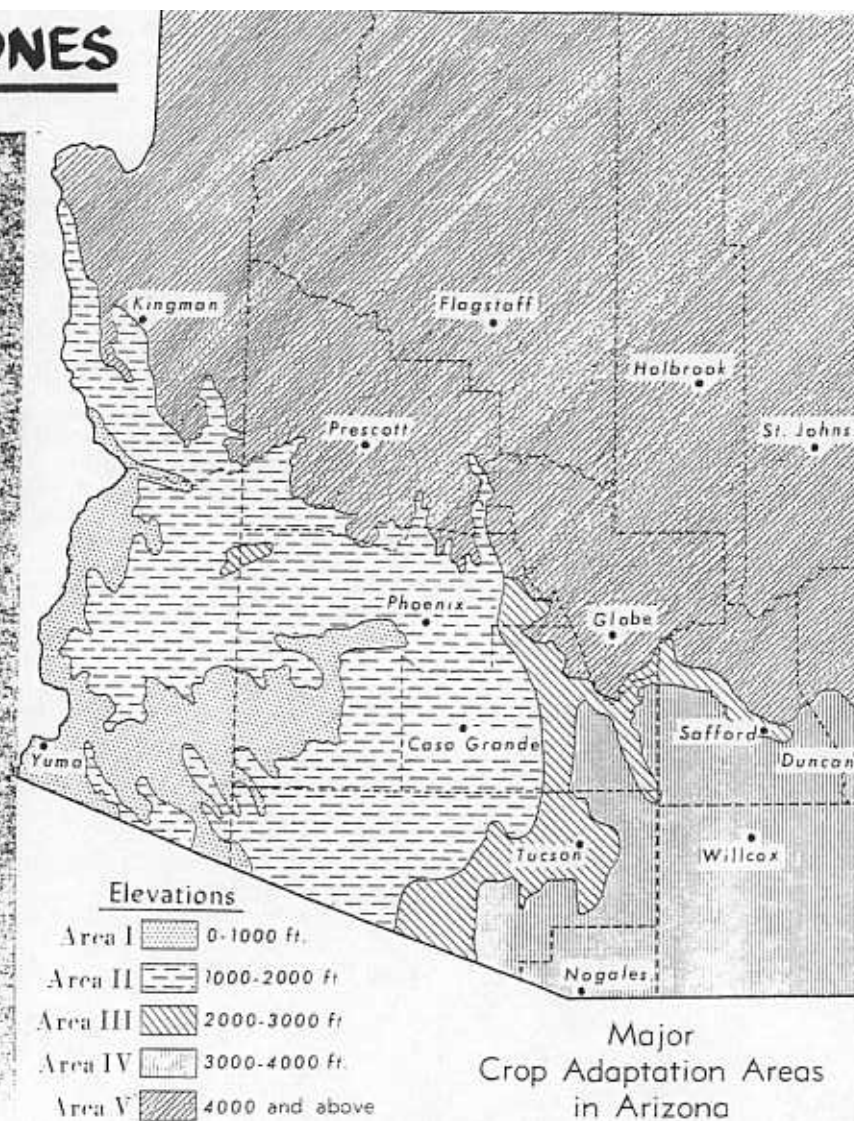 ONES
Kingman
Flagstaff
Holbrook
Prescott
St. Johns
Phoenix
Globe
Yuma
Casa Grande
Safford
Duncan
Tucson
Willcox
Nogales
Elevations
Area I 0-1000 ft.
Area II 1000-2000 ft
Area III 2000-3000 ft
Area IV 3000-4000 ft.
Area V 4000 and above
Major
Crop Adaptation Areas
in Arizona